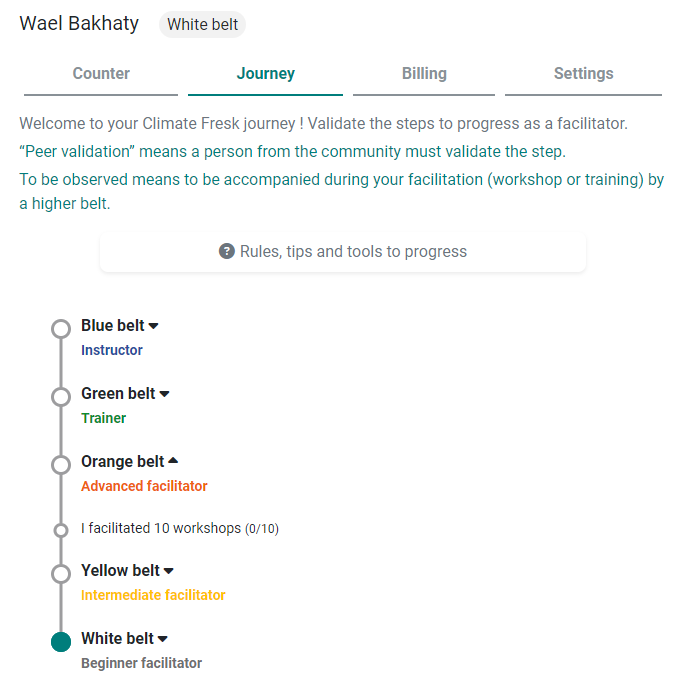 Wael Bakhaty White belt
Counter Journey Billing Settings
Welcome to your Climate Fresk journey ! Validate the steps to progress as a facilitator.
“Peer validation” means a person from the community must validate the step.
To be observed means to be accompanied during your facilitation (workshop or training) by
a higher belt.
? Rules, tips and tools to progress
Blue belt
Instructor
Green belt
Trainer
Orange belt
Advanced facilitator
I facilitated 10 workshops (0/10)
Yellow belt
Intermediate facilitator
White belt
Beginner facilitator